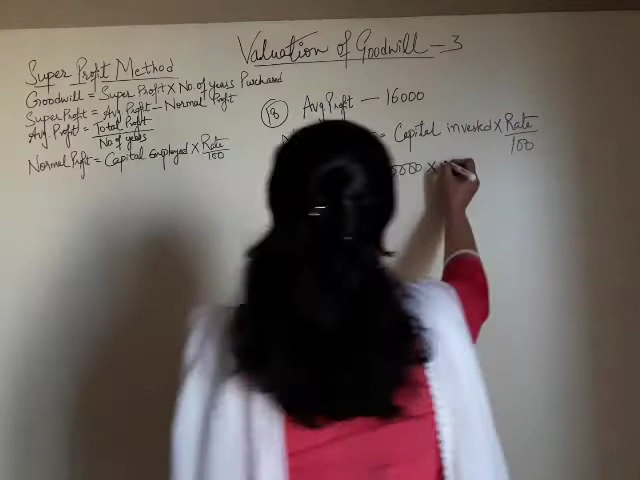 Valuation of Goodwill - 3
Super Profit Method
Goodwill = Super Profit × No. of years Purchased
Super Profit = Avg Profit - Normal Profit
Avg Profit = Total Profit / No of years
Normal Profit = Capital Employed × Rate / 100
18 Avg Profit — 16000
= Capital invested × Rate / 100
0000 ×